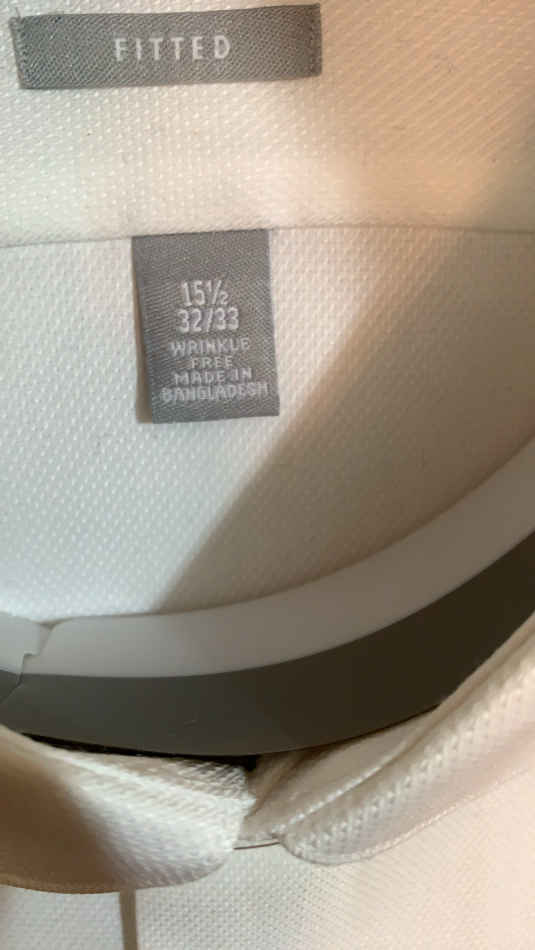 FITTED
15½
32/33
WRINKLE
FREE
MADE IN
BANGLADESH